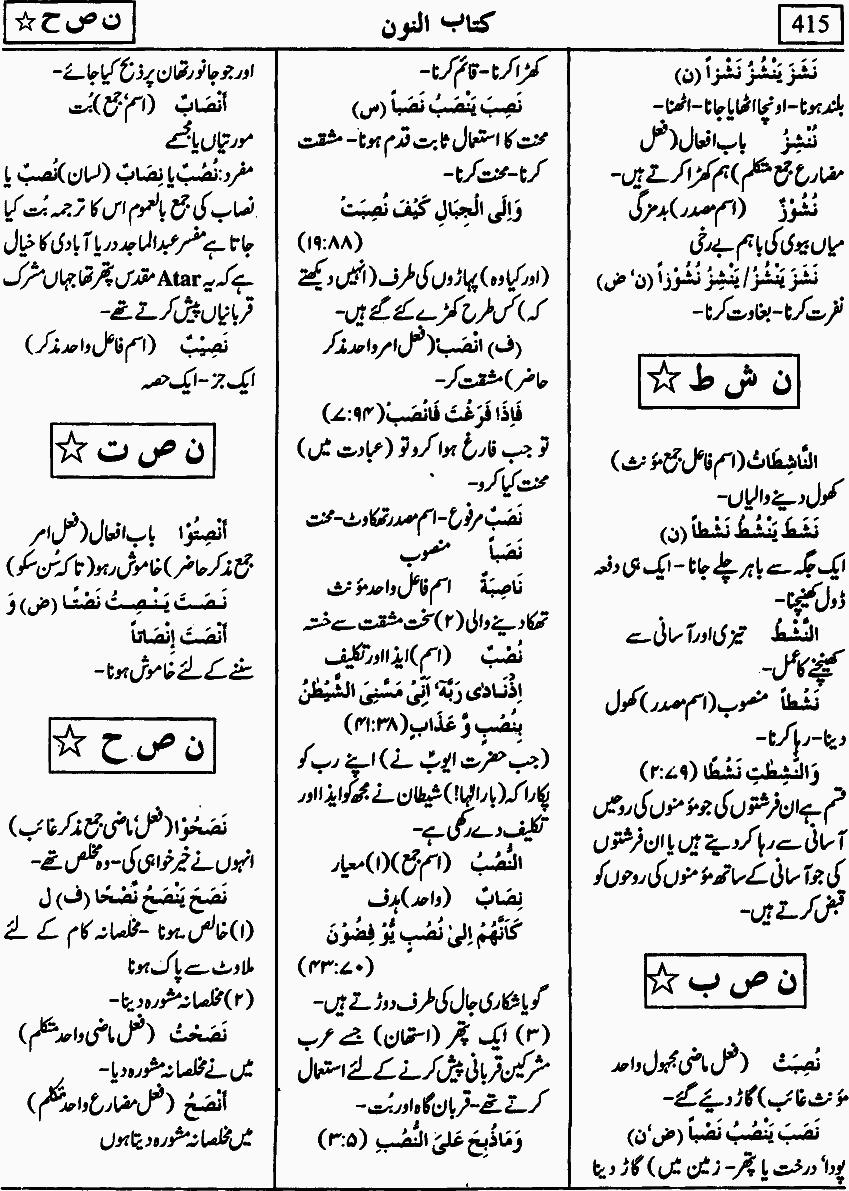 415
کتاب النون
ن ص ح ☆
نَشَزَ يَنْشُزُ نَشْزاً (ن)
بلند ہونا-اونچا اٹھایا جانا-اٹھنا-
نُنْشِزُ باب افعال (فعل
مضارع جمع متکلم) ہم کھڑا کرتے ہیں-
نُشُوْزٌ (اسم مصدر) بدمزگی
میاں بیوی کی باہم بے رخی
نَشَزَ يَنْشُزُ/ يَنْشِزُ نُشُوْزاً (ن، ض)
نفرت کرنا-بغاوت کرنا-
ن ش ط ☆
النَّاشِطَاتُ (اسم فاعل جمع مؤنث)
کھول دینے والیاں-
نَشَطَ يَنْشُطُ نَشْطاً (ن)
ایک جگہ سے باہر چلے جانا-ایک ہی دفعہ
ڈول کھینچنا-
النَّشْطُ تیزی اور آسانی سے
کھینچنے کا عمل-
نَشْطاً منصوب (اسم مصدر) کھول
دینا-رہا کرنا-
وَالنّٰشِطٰتِ نَشْطًا (۲:۷۹)
قسم ہے ان فرشتوں کی جو مؤمنوں کی روحیں
آسانی سے رہا کر دیتے ہیں یا ان فرشتوں
کی جو آسانی کے ساتھ مؤمنوں کی روحوں کو
قبض کرتے ہیں-
ن ص ب ☆
نُصِبَتْ (فعل ماضی مجہول واحد
مؤنث غائب) گاڑ دیئے گئے-
نَصَبَ يَنْصُبُ نَصْباً (ض، ن)
پودا، درخت یا پتھر- زمین میں) گاڑ دینا
کھڑا کرنا-قائم کرنا-
نَصِبَ يَنْصَبُ نَصَباً (س)
محنت کا استعمال ثابت قدم ہونا-مشقت
کرنا-محنت کرنا-
وَاِلَى الْجِبَالِ كَيْفَ نُصِبَتْ
(۱۹:۸۸)
(اور کیا وہ) پہاڑوں کی طرف (انہیں دیکھتے
کہ) کس طرح کھڑے کئے گئے ہیں-
(ف) انْصَبْ (فعل امر واحد مذکر
حاضر) مشقت کر-
فَاِذَا فَرَغْتَ فَانْصَبْ (۷:۹۴)
تو جب فارغ ہوا کرو تو (عبادت میں)
محنت کیا کرو-
نَصَبٌ مرفوع-اسم مصدر تھکاوٹ-محنت
نَصَباً منصوب
نَاصِبَةٌ اسم فاعل واحد مؤنث
تھکا دینے والی (۲) سخت مشقت سے خستہ
نُصْبٌ (اسم) ایذا اور تکلیف
اِذْنَادٰى رَبَّهٗ اَنِّىْ مَسَّنِىَ الشَّيْطٰنُ
بِنُصْبٍ وَّ عَذَابٍ (۴۱:۳۸)
(جب حضرت ایوبؑ نے) اپنے رب کو
پکارا کہ (بار الٰہا!) شیطان نے مجھ کو ایذا اور
تکلیف دے رکھی ہے-
النُّصُبُ (اسم جمع) (۱) معیار
نِصَابٌ (واحد) ہدف
كَاَنَّهُمْ اِلٰى نُصُبٍ يُّوْفِضُوْنَ
(۴۳:۷۰)
گویا شکاری جال کی طرف دوڑتے ہیں-
(۳) ایک پتھر (استھان) جسے عرب
مشرکین قربانی پیش کرنے کے لئے استعمال
کرتے تھے-قربان گاہ اور بُت-
وَمَاذُبِحَ عَلَى النُّصُبِ (۳:۵)
اور جو جانور تھان پر ذبح کیا جائے-
أَنْصَابٌ (اسم، جمع) بُت
مورتیاں یا مجسمے
مفرد: نُصُبٌ یا نِصَابٌ (لسان) نُصُبٌ یا
نصاب کی جمع بالعموم اس کا ترجمہ بُت کیا
جاتا ہے مفسر عبدالماجد دریا آبادی کا خیال
ہے کہ یہ Atar مقدس پتھر تھا جہاں مشرک
قربانیاں پیش کرتے تھے-
نَصِيْبٌ (اسم فاعل واحد مذکر)
ایک جز-ایک حصہ
ن ص ت ☆
أَنْصِتُوْا باب افعال (فعل امر
جمع مذکر حاضر) خاموش رہو (تاکہ سُن سکو)
نَصَتَ يَنْصِتُ نَصْتًا (ض) وَ
أَنْصَتَ اِنْصَاتاً
سننے کے لئے خاموش ہونا-
ن ص ح ☆
نَصَحُوْا (فعل، ماضی جمع مذکر غائب)
انہوں نے خیر خواہی کی-وہ مخلص تھے-
نَصَحَ يَنْصَحُ نُصْحًا (ف) ل
(۱) خالص ہونا -مخلصانہ کام کے لئے
ملاوٹ سے پاک ہونا
(۲) مخلصانہ مشورہ دینا-
نَصَحْتُ (فعل ماضی واحد متکلم)
میں نے مخلصانہ مشورہ دیا-
أَنْصَحُ (فعل مضارع واحد متکلم)
میں مخلصانہ مشورہ دیتا ہوں